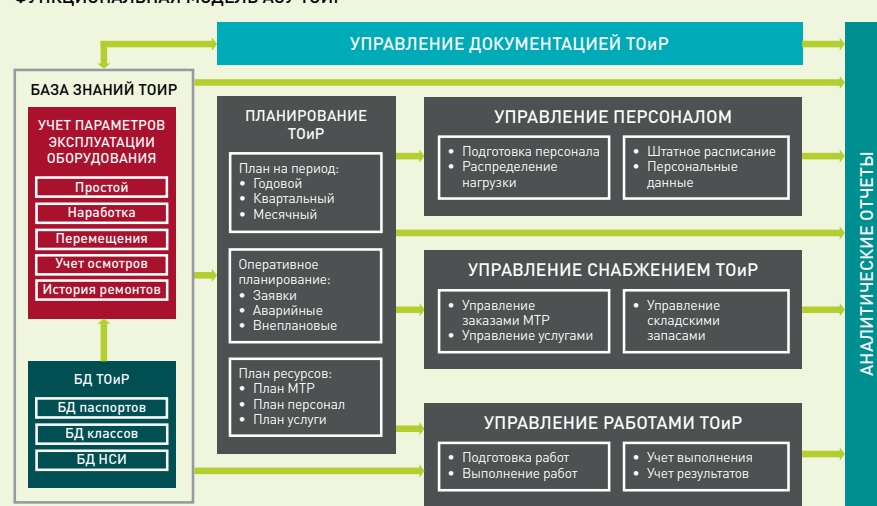 ФУНКЦИОНАЛЬНАЯ МОДЕЛЬ АСУ ТОиР
УПРАВЛЕНИЕ ДОКУМЕНТАЦИЕЙ ТОиР
БАЗА ЗНАНИЙ ТОИР
УЧЕТ ПАРАМЕТРОВ
ЭКСПЛУАТАЦИИ
ОБОРУДОВАНИЯ
Простой
Наработка
Перемещения
Учет осмотров
История ремонтов
БД ТОиР
БД паспортов
БД классов
БД НСИ
ПЛАНИРОВАНИЕ
ТОиР
План на период:
• Годовой
• Квартальный
• Месячный
Оперативное
планирование:
• Заявки
• Аварийные
• Внеплановые
План ресурсов:
• План МТР
• План персонал
• План услуги
УПРАВЛЕНИЕ ПЕРСОНАЛОМ
• Подготовка персонала
• Распределение
нагрузки
• Штатное расписание
• Персональные
данные
УПРАВЛЕНИЕ СНАБЖЕНИЕМ ТОиР
• Управление
заказами МТР
• Управление услугами
• Управление
складскими
запасами
УПРАВЛЕНИЕ РАБОТАМИ ТОиР
• Подготовка работ
• Выполнение работ
• Учет выполнения
• Учет результатов
АНАЛИТИЧЕСКИЕ ОТЧЕТЫ